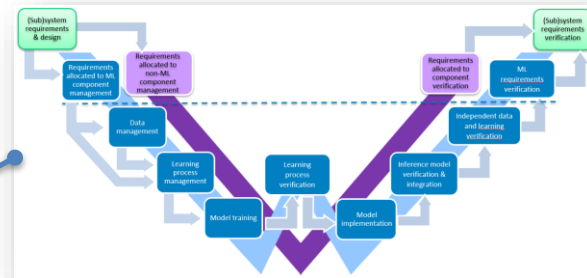 (Sub)system
requirements
& design
Requirements
allocated to ML
component
management
Requirements
allocated to
non-ML
component
management
Data
management
Learning
process
management
Model training
Learning
process
verification
Model
implementation
Inference model
verification &
integration
Independent data
and learning
verification
ML
requirements
verification
Requirements
allocated to
component
verification
(Sub)system
requirements
verification